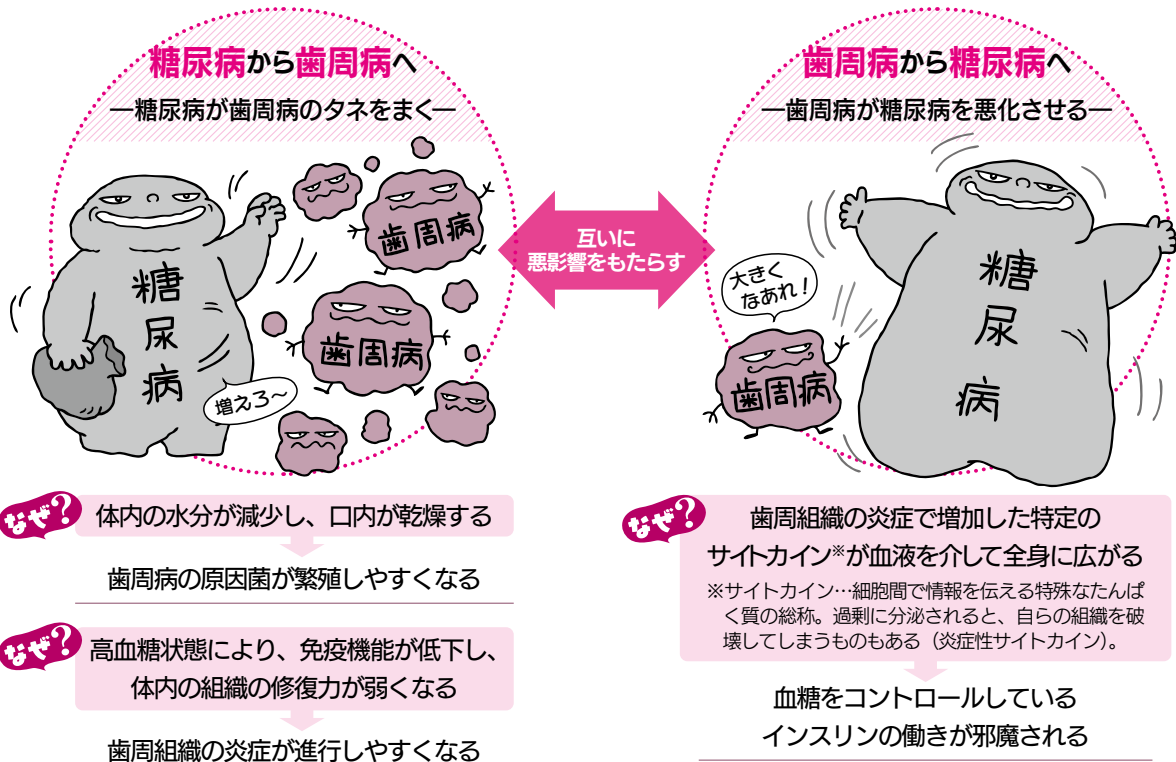 糖尿病から歯周病へ
―糖尿病が歯周病のタネをまく―
歯周病
歯周病
糖尿病
増えろ〜
互いに
悪影響をもたらす
歯周病から糖尿病へ
―歯周病が糖尿病を悪化させる―
大きく
なあれ！
歯周病
糖尿病
なぜ？
体内の水分が減少し、口内が乾燥する
歯周病の原因菌が繁殖しやすくなる
なぜ？
高血糖状態により、免疫機能が低下し、
体内の組織の修復力が弱くなる
歯周組織の炎症が進行しやすくなる
なぜ？
歯周組織の炎症で増加した特定の
サイトカイン※が血液を介して全身に広がる
※サイトカイン…細胞間で情報を伝える特殊なたんぱ
く質の総称。過剰に分泌されると、自らの組織を破
壊してしまうものもある（炎症性サイトカイン）。
血糖をコントロールしている
インスリンの働きが邪魔される